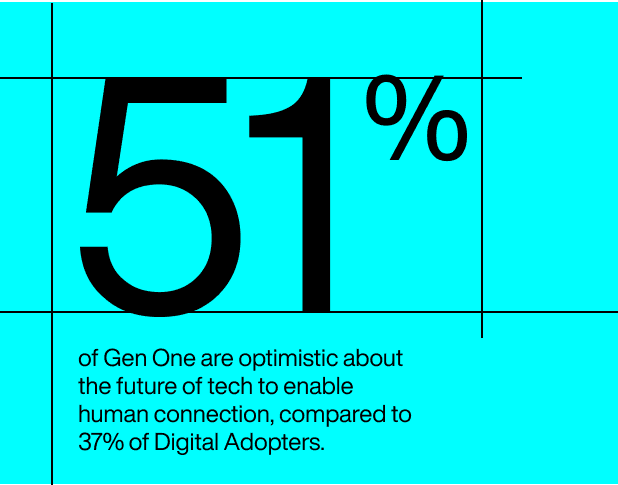 51%
of Gen One are optimistic about
the future of tech to enable
human connection, compared to
37% of Digital Adopters.